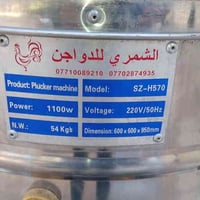 الشمري للدواجن
07710089210 - 07702874935
Product: Plucker machine Model: SZ-H570
Power: 1100w Voltage: 220V/50Hz
N.W.: 54 Kgs Dimension: 600 x 600 x 950mm